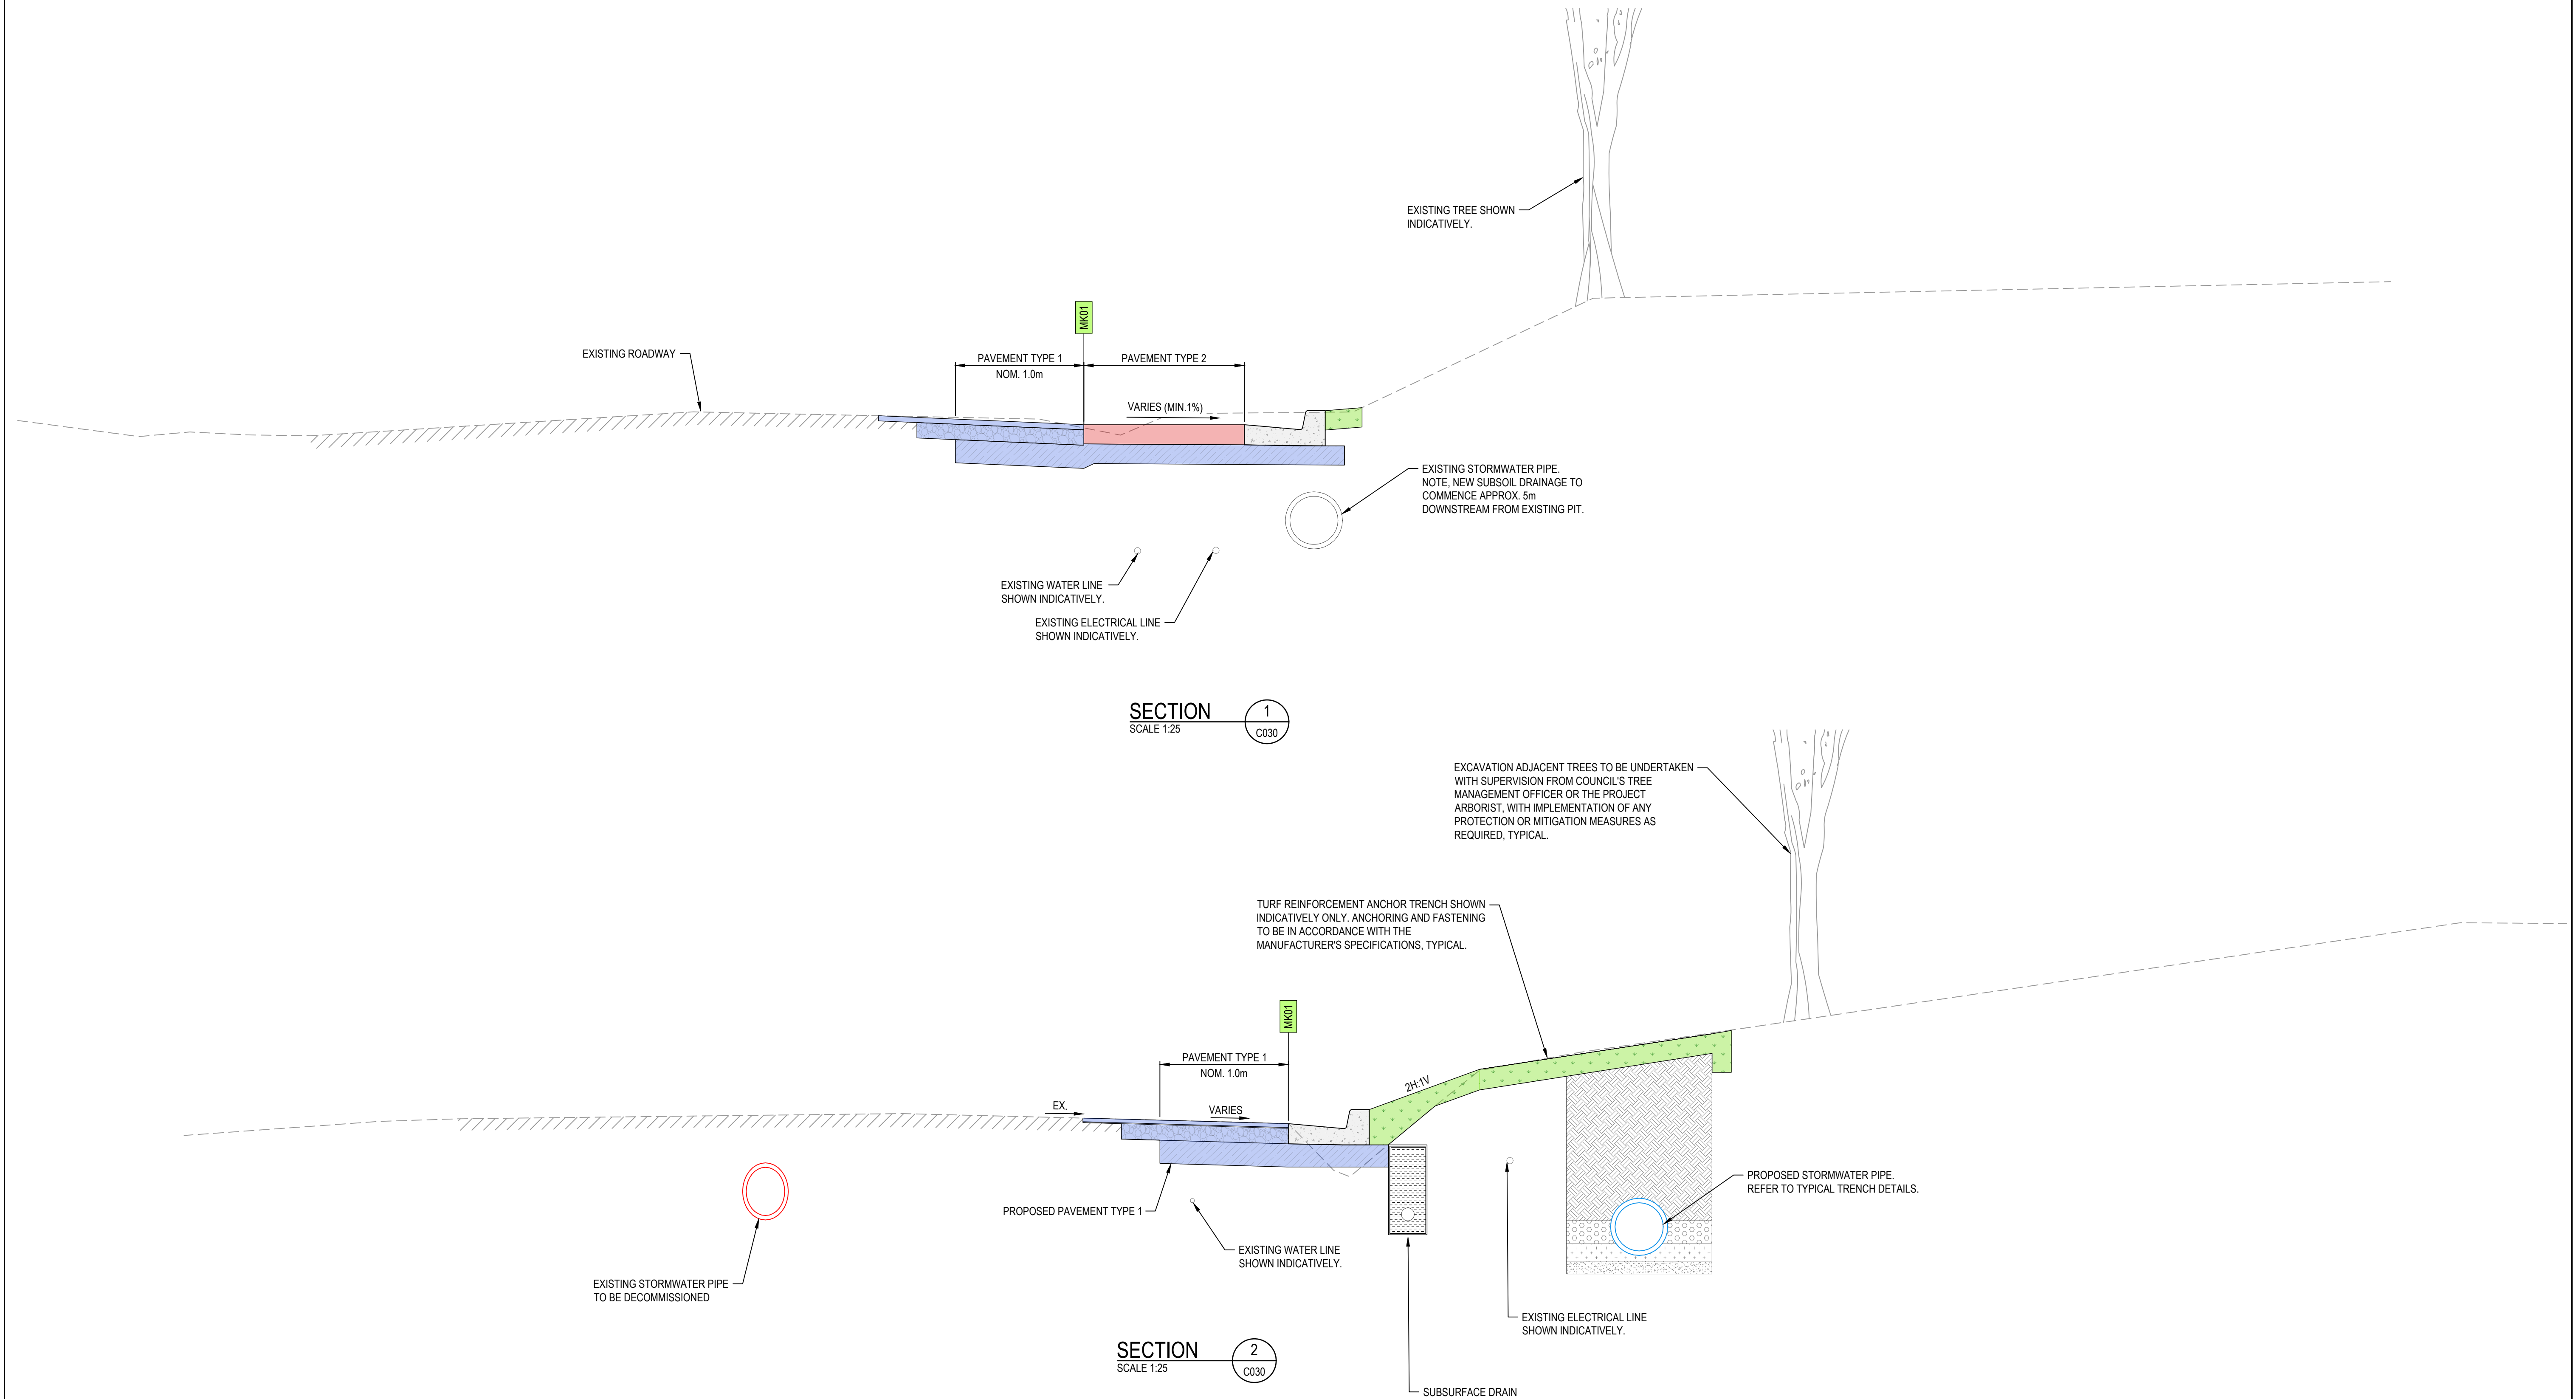 EXISTING TREE SHOWN
INDICATIVELY.
MK01
EXISTING ROADWAY
PAVEMENT TYPE 1
NOM. 1.0m
PAVEMENT TYPE 2
VARIES (MIN.1%)
EXISTING STORMWATER PIPE.
NOTE, NEW SUBSOIL DRAINAGE TO
COMMENCE APPROX. 5m
DOWNSTREAM FROM EXISTING PIT.
EXISTING WATER LINE
SHOWN INDICATIVELY.
EXISTING ELECTRICAL LINE
SHOWN INDICATIVELY.
SECTION
SCALE 1:25
1
C030
EXCAVATION ADJACENT TREES TO BE UNDERTAKEN
WITH SUPERVISION FROM COUNCIL'S TREE
MANAGEMENT OFFICER OR THE PROJECT
ARBORIST, WITH IMPLEMENTATION OF ANY
PROTECTION OR MITIGATION MEASURES AS
REQUIRED, TYPICAL.
TURF REINFORCEMENT ANCHOR TRENCH SHOWN
INDICATIVELY ONLY. ANCHORING AND FASTENING
TO BE IN ACCORDANCE WITH THE
MANUFACTURER'S SPECIFICATIONS, TYPICAL.
MK01
PAVEMENT TYPE 1
NOM. 1.0m
2H:1V
EX.
VARIES
PROPOSED STORMWATER PIPE.
REFER TO TYPICAL TRENCH DETAILS.
PROPOSED PAVEMENT TYPE 1
EXISTING WATER LINE
SHOWN INDICATIVELY.
EXISTING STORMWATER PIPE
TO BE DECOMMISSIONED
EXISTING ELECTRICAL LINE
SHOWN INDICATIVELY.
SECTION
SCALE 1:25
2
C030
SUBSURFACE DRAIN